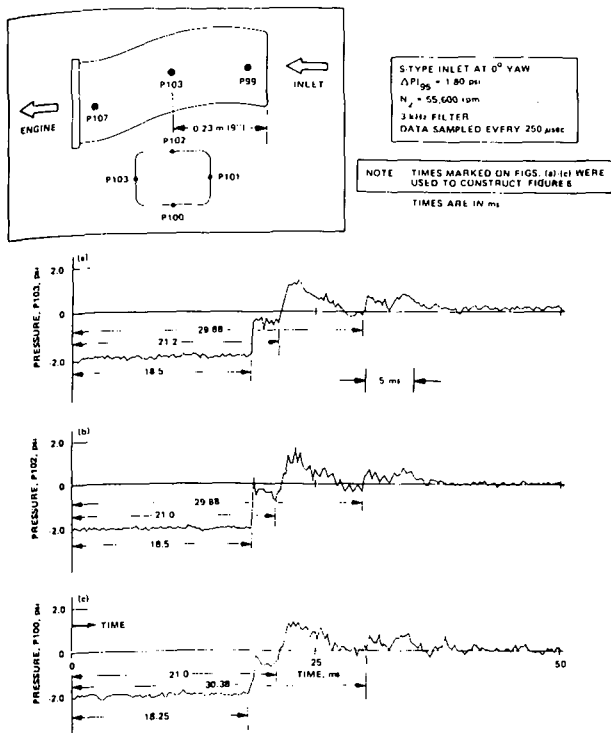 P103
P99
INLET
ENGINE
P107
0.23 m (9")
P102
P103
P101
P100
S-TYPE INLET AT 0° YAW
ΔPI95 = 1.80 psi
N2 = 55,600 rpm
3 kHz FILTER
DATA SAMPLED EVERY 250 μsec
NOTE TIMES MARKED ON FIGS. (a)-(c) WERE
USED TO CONSTRUCT FIGURE 6
TIMES ARE IN ms
PRESSURE, P103, psi
(a)
2.0
0
-2.0
29.88
21.2
18.5
5 ms
PRESSURE, P102, psi
(b)
2.0
0
-2.0
29.88
21.0
18.5
PRESSURE, P100, psi
(c)
2.0
TIME
0
-2.0
0
25
50
21.0
TIME, ms
30.38
18.25